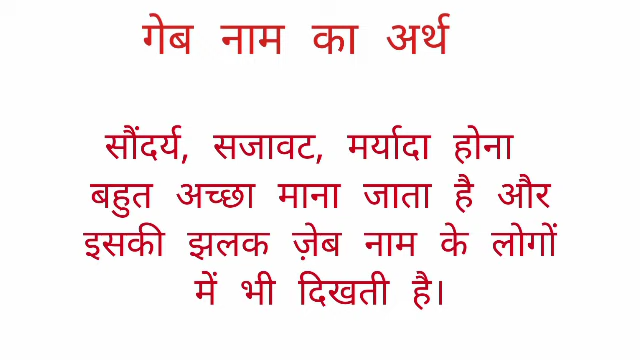 गेब नाम का अर्थ
सौंदर्य, सजावट, मर्यादा होना
बहुत अच्छा माना जाता है और
इसकी झलक ज़ेब नाम के लोगों
में भी दिखती है।